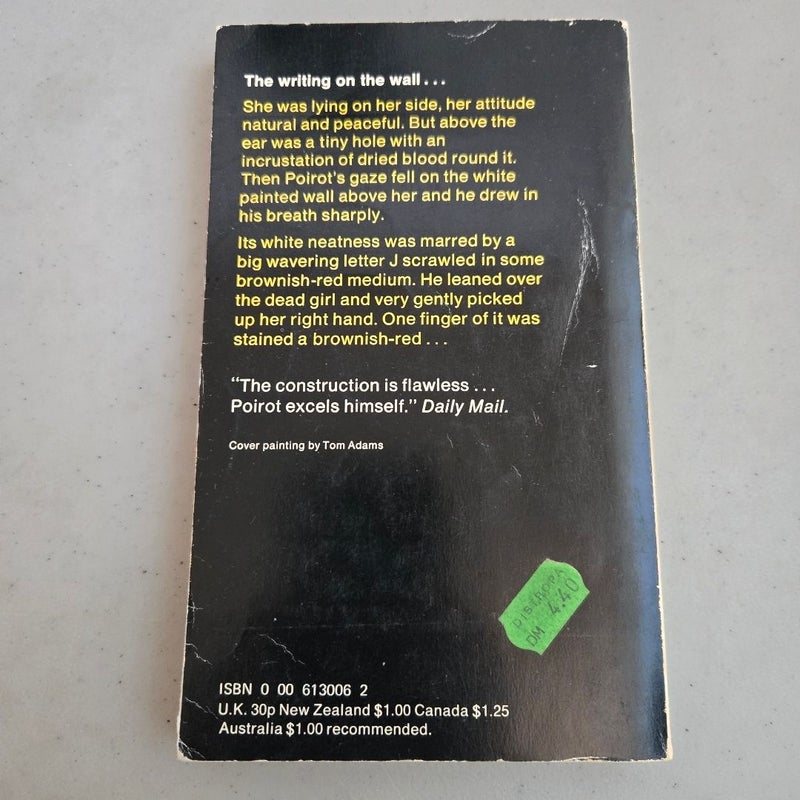 The writing on the wall . . .
She was lying on her side, her attitude
natural and peaceful. But above the
ear was a tiny hole with an
incrustation of dried blood round it.
Then Poirot's gaze fell on the white
painted wall above her and he drew in
his breath sharply.
Its white neatness was marred by a
big wavering letter J scrawled in some
brownish-red medium. He leaned over
the dead girl and very gently picked
up her right hand. One finger of it was
stained a brownish-red . . .
“The construction is flawless . . .
Poirot excels himself.” Daily Mail.
Cover painting by Tom Adams
DISTROPA
DM 4.40
ISBN 0 00 613006 2
U.K. 30p New Zealand $1.00 Canada $1.25
Australia $1.00 recommended.